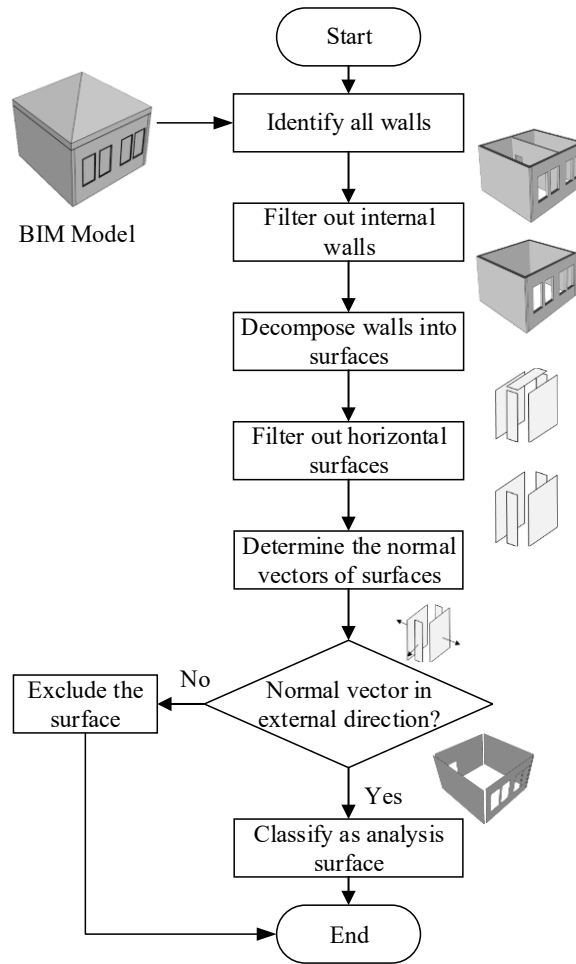 Start
Identify all walls
BIM Model
Filter out internal
walls
Decompose walls into
surfaces
Filter out horizontal
surfaces
Determine the normal
vectors of surfaces
No
Exclude the
surface
Normal vector in
external direction?
Yes
Classify as analysis
surface
End